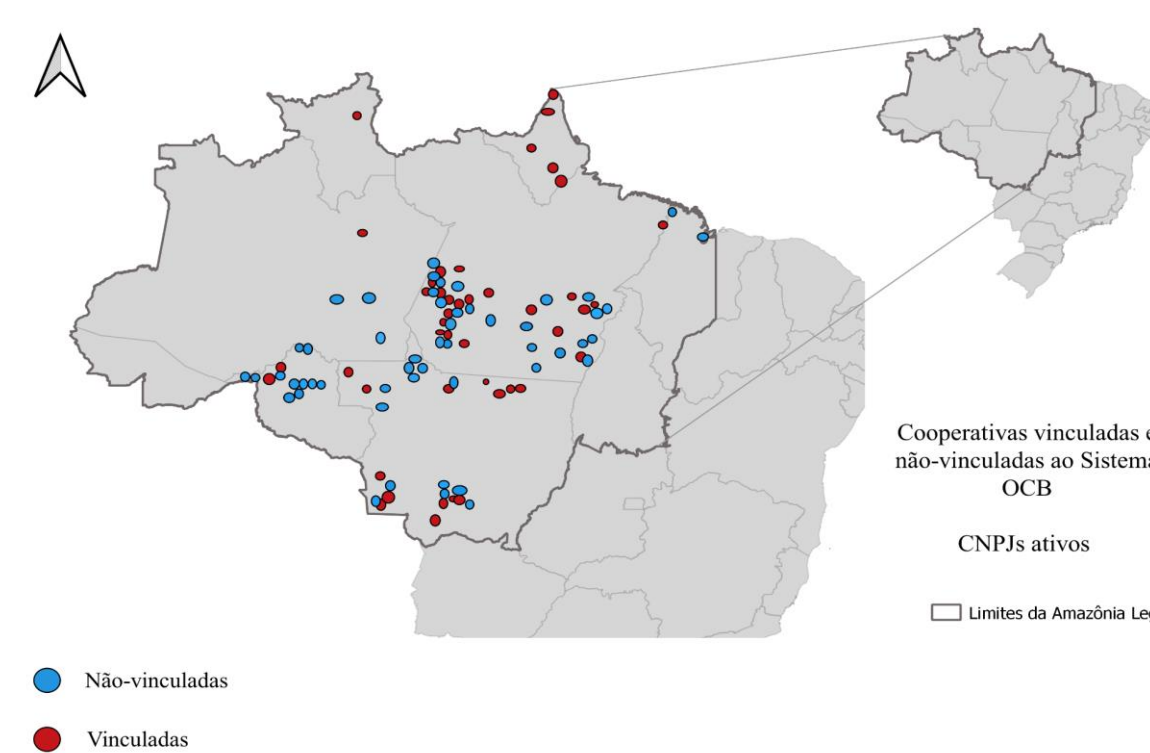 Cooperativas vinculadas e
não-vinculadas ao Sistema
OCB
CNPJs ativos
Limites da Amazônia Leg
Não-vinculadas
Vinculadas